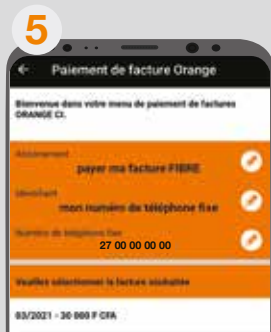 5
Paiement de facture Orange
Bienvenue dans votre menu de paiement de factures
ORANGE CI.
Abonnement
payer ma facture FIBRE
Identifiant
mon numéro de téléphone fixe
Numéro de téléphone fixe
27 00 00 00 00
Veuillez sélectionner la facture souhaitée
03/2021 - 30 000 F CFA